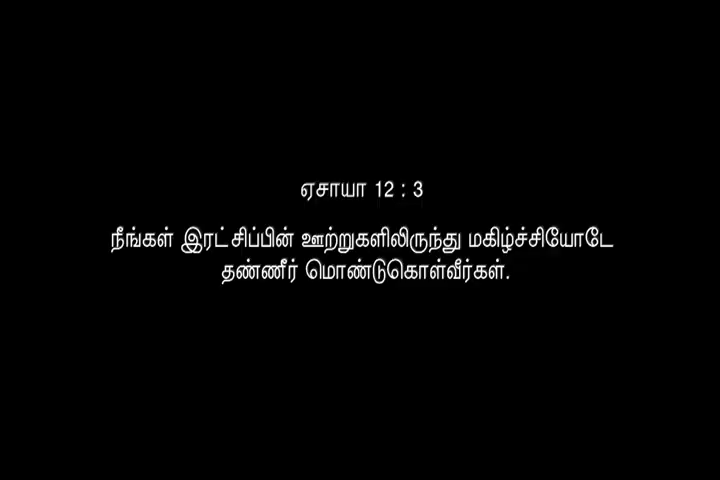 ஏசாயா 12 : 3
நீங்கள் இரட்சிப்பின் ஊற்றுகளிலிருந்து மகிழ்ச்சியோடே
தண்ணீர் மொண்டுகொள்வீர்கள்.